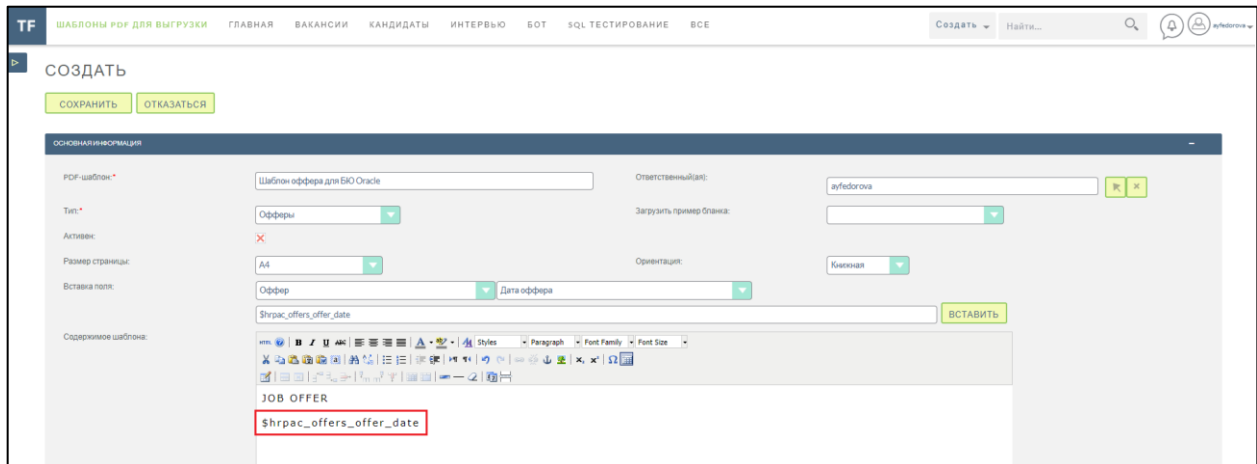 TF ШАБЛОНЫ PDF ДЛЯ ВЫГРУЗКИ ГЛАВНАЯ ВАКАНСИИ КАНДИДАТЫ ИНТЕРВЬЮ БОТ SQL ТЕСТИРОВАНИЕ ВСЕ Создать Найти... ayfedorova
СОЗДАТЬ
СОХРАНИТЬ ОТКАЗАТЬСЯ
ОСНОВНАЯ ИНФОРМАЦИЯ
PDF-шаблон:* Шаблон оффера для БЮ Oracle Ответственный(ая): ayfedorova
Тип:* Офферы Загрузить пример бланка:
Активен:
Размер страницы: A4 Ориентация: Книжная
Вставка поля: Оффер Дата оффера
$hrpac_offers_offer_date ВСТАВИТЬ
Содержимое шаблона: HTML B I U ABC A Styles Paragraph Font Family Font Size
JOB OFFER
$hrpac_offers_offer_date